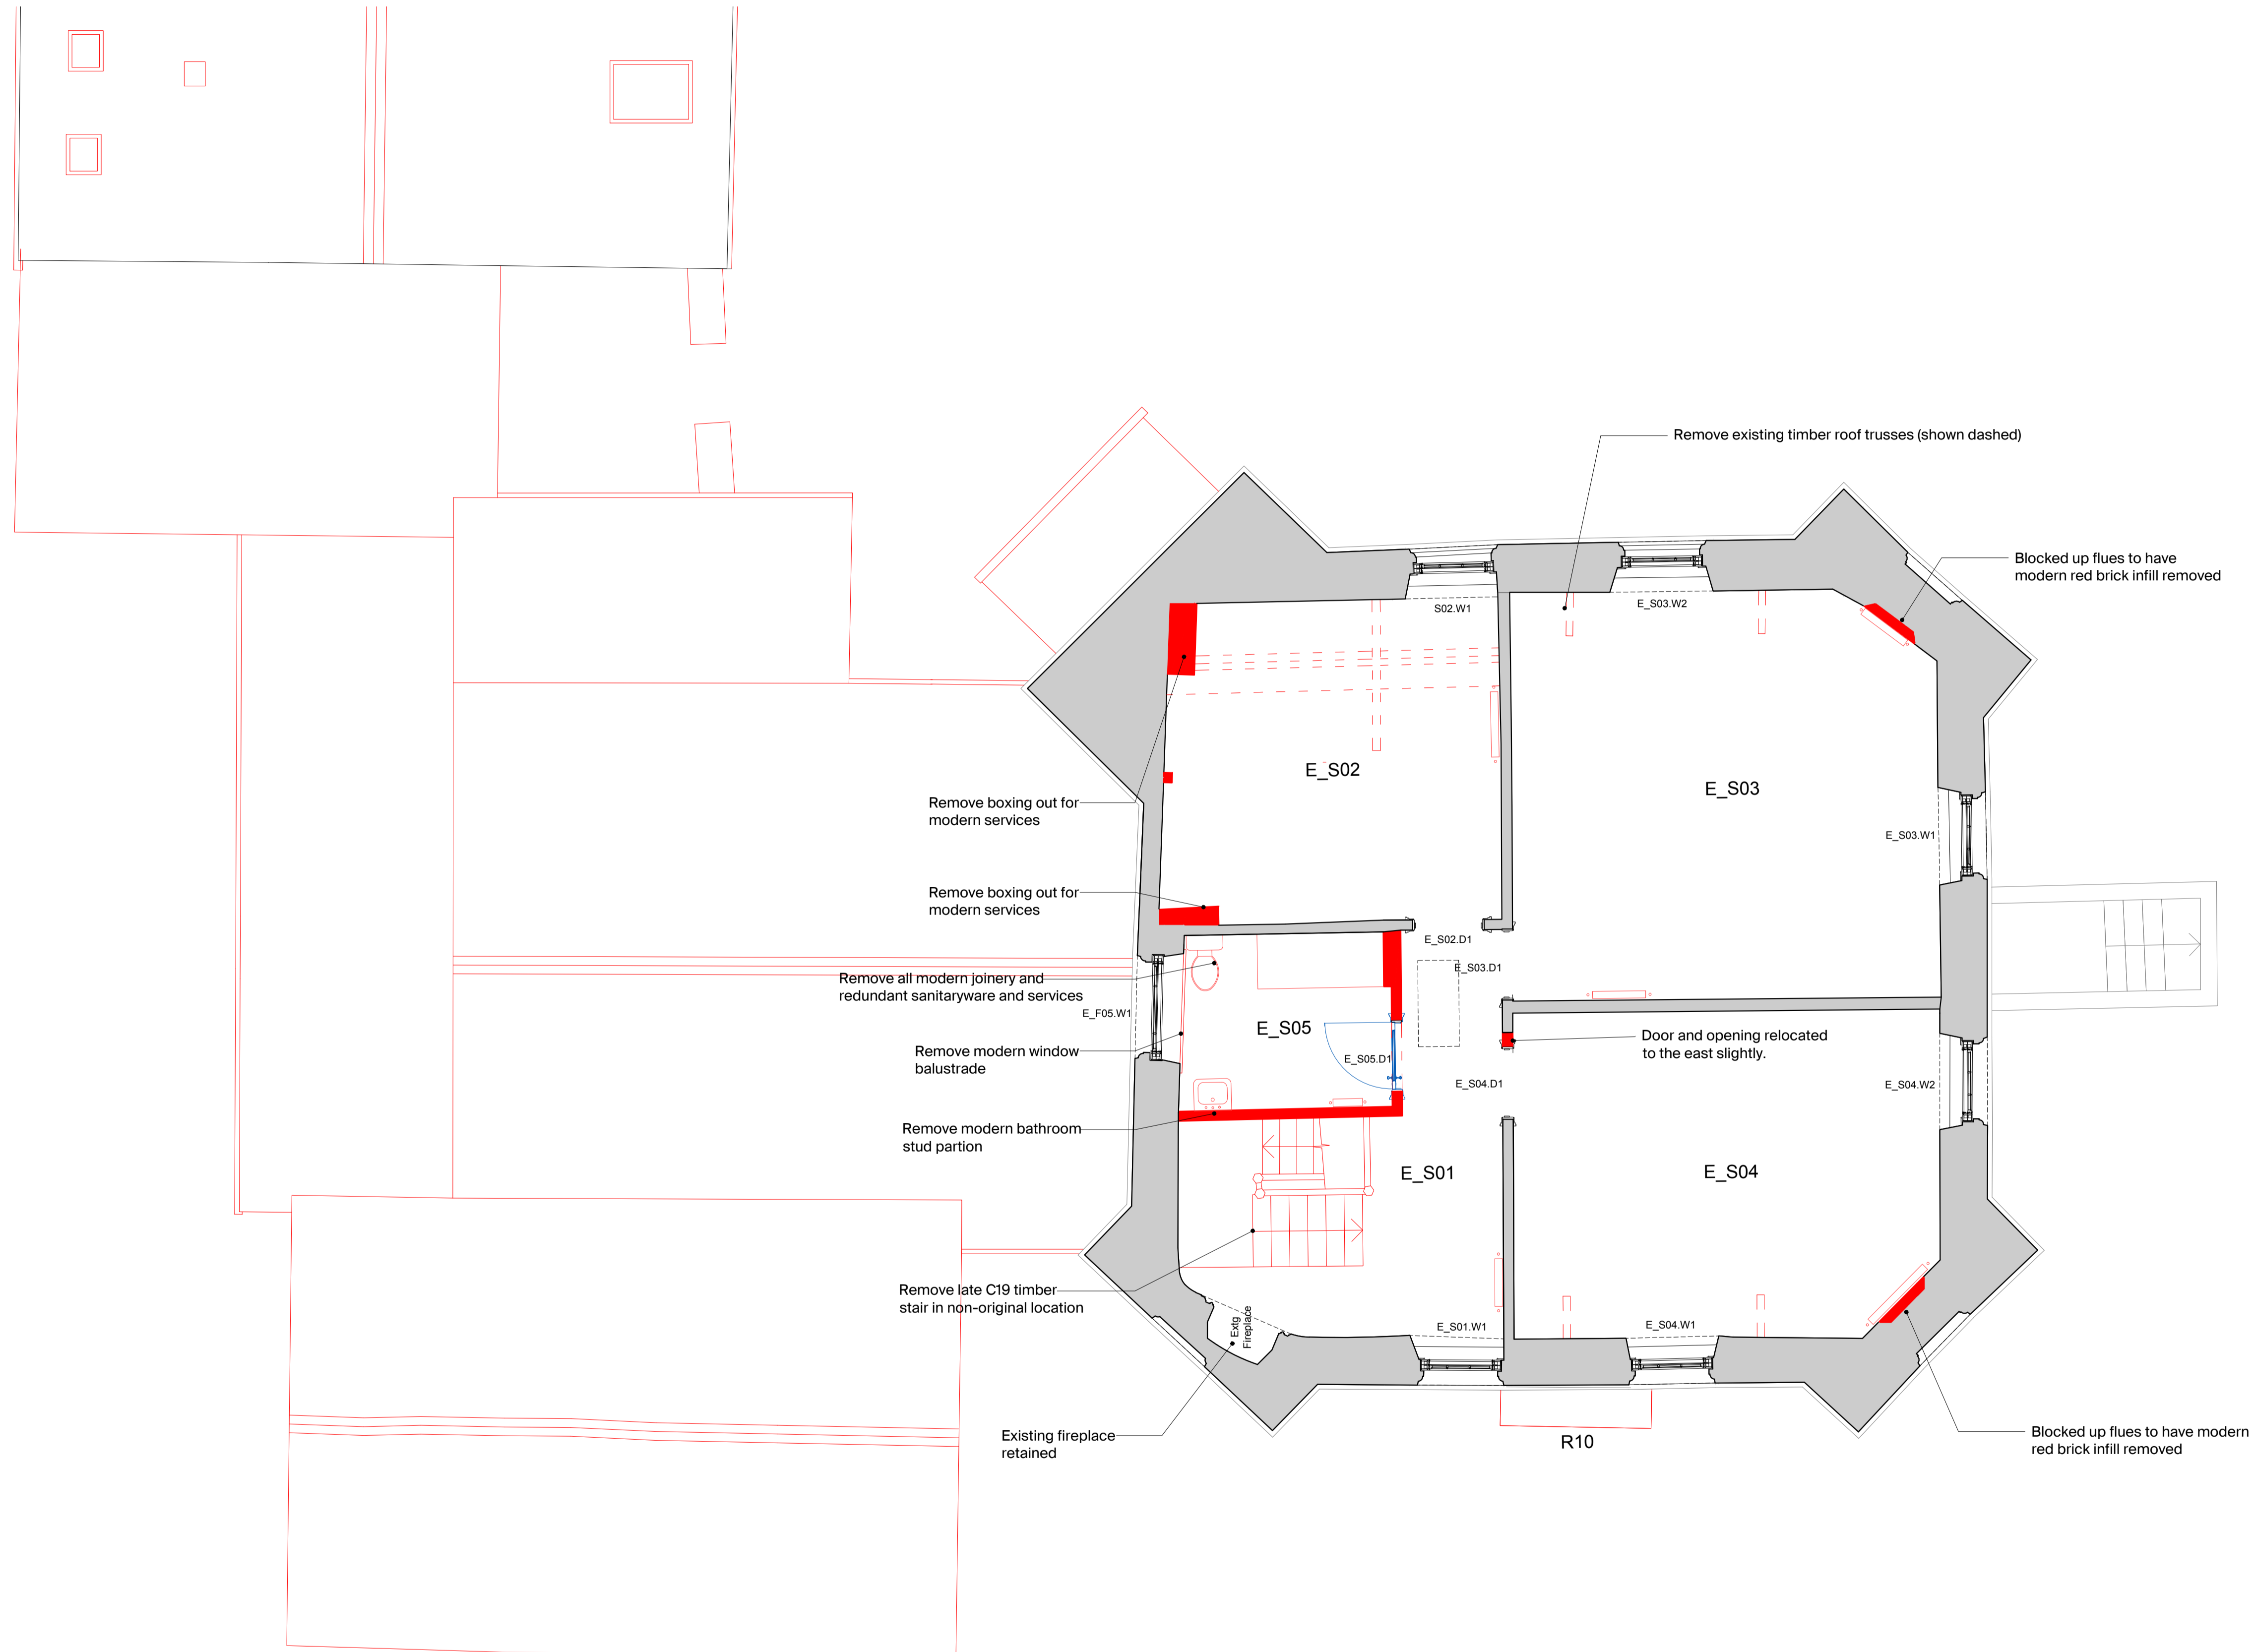 Remove existing timber roof trusses (shown dashed)
Blocked up flues to have
modern red brick infill removed
S02.W1
E_S03.W2
E_S02
E_S03
Remove boxing out for
modern services
E_S03.W1
Remove boxing out for
modern services
E_S02.D1
E_S03.D1
Remove all modern joinery and
redundant sanitaryware and services
E_F05.W1
E_S05
Door and opening relocated
to the east slightly.
Remove modern window
balustrade
E_S05.D1
E_S04.D1
E_S04.W2
Remove modern bathroom
stud partion
E_S01
E_S04
Remove late C19 timber
stair in non-original location
Extg
Fireplace
E_S01.W1
E_S04.W1
Existing fireplace
retained
R10
Blocked up flues to have modern
red brick infill removed